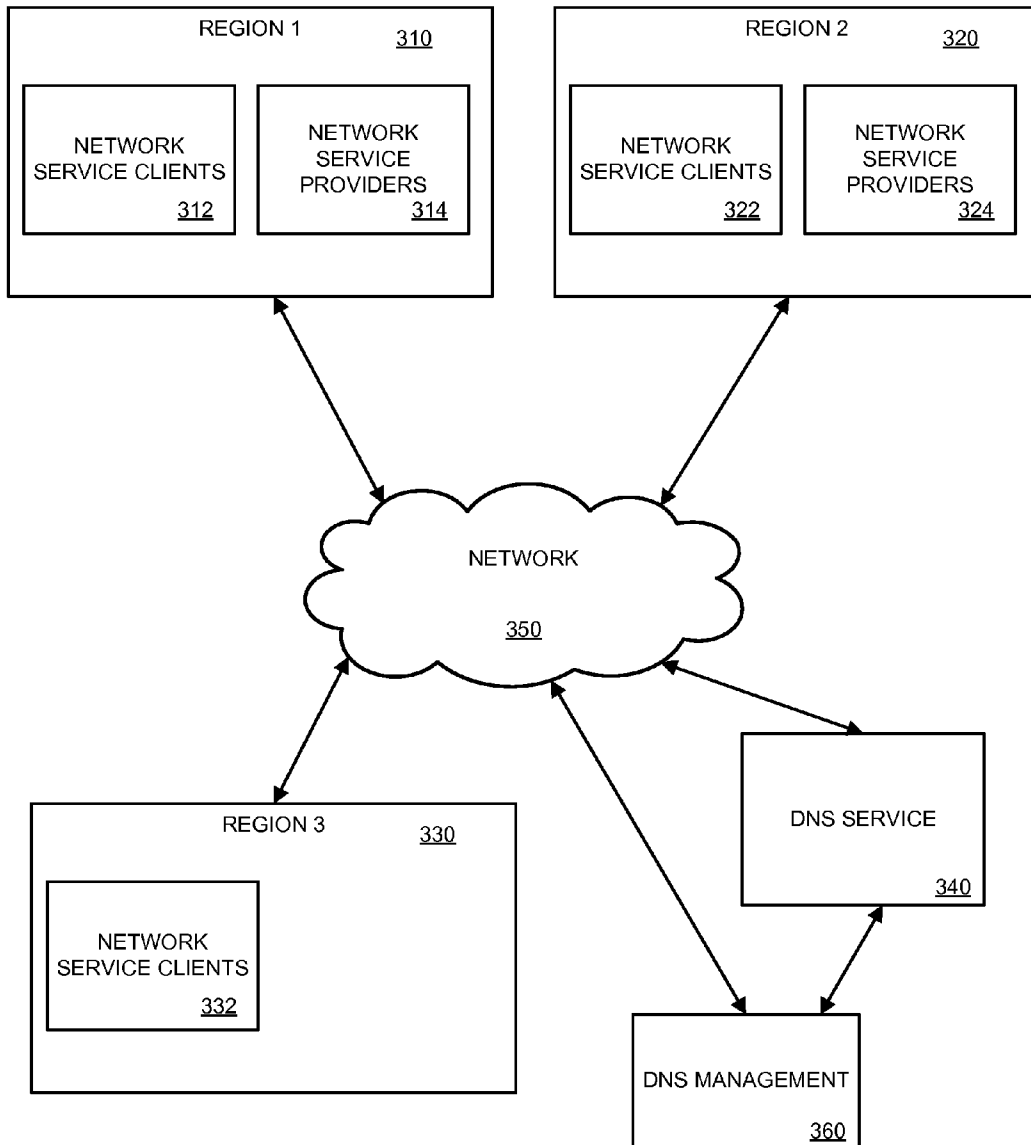 REGION 1 310
NETWORK
SERVICE CLIENTS
312
NETWORK
SERVICE
PROVIDERS
314
REGION 2 320
NETWORK
SERVICE CLIENTS
322
NETWORK
SERVICE
PROVIDERS
324
NETWORK
350
REGION 3 330
NETWORK
SERVICE CLIENTS
332
DNS SERVICE
340
DNS MANAGEMENT
360